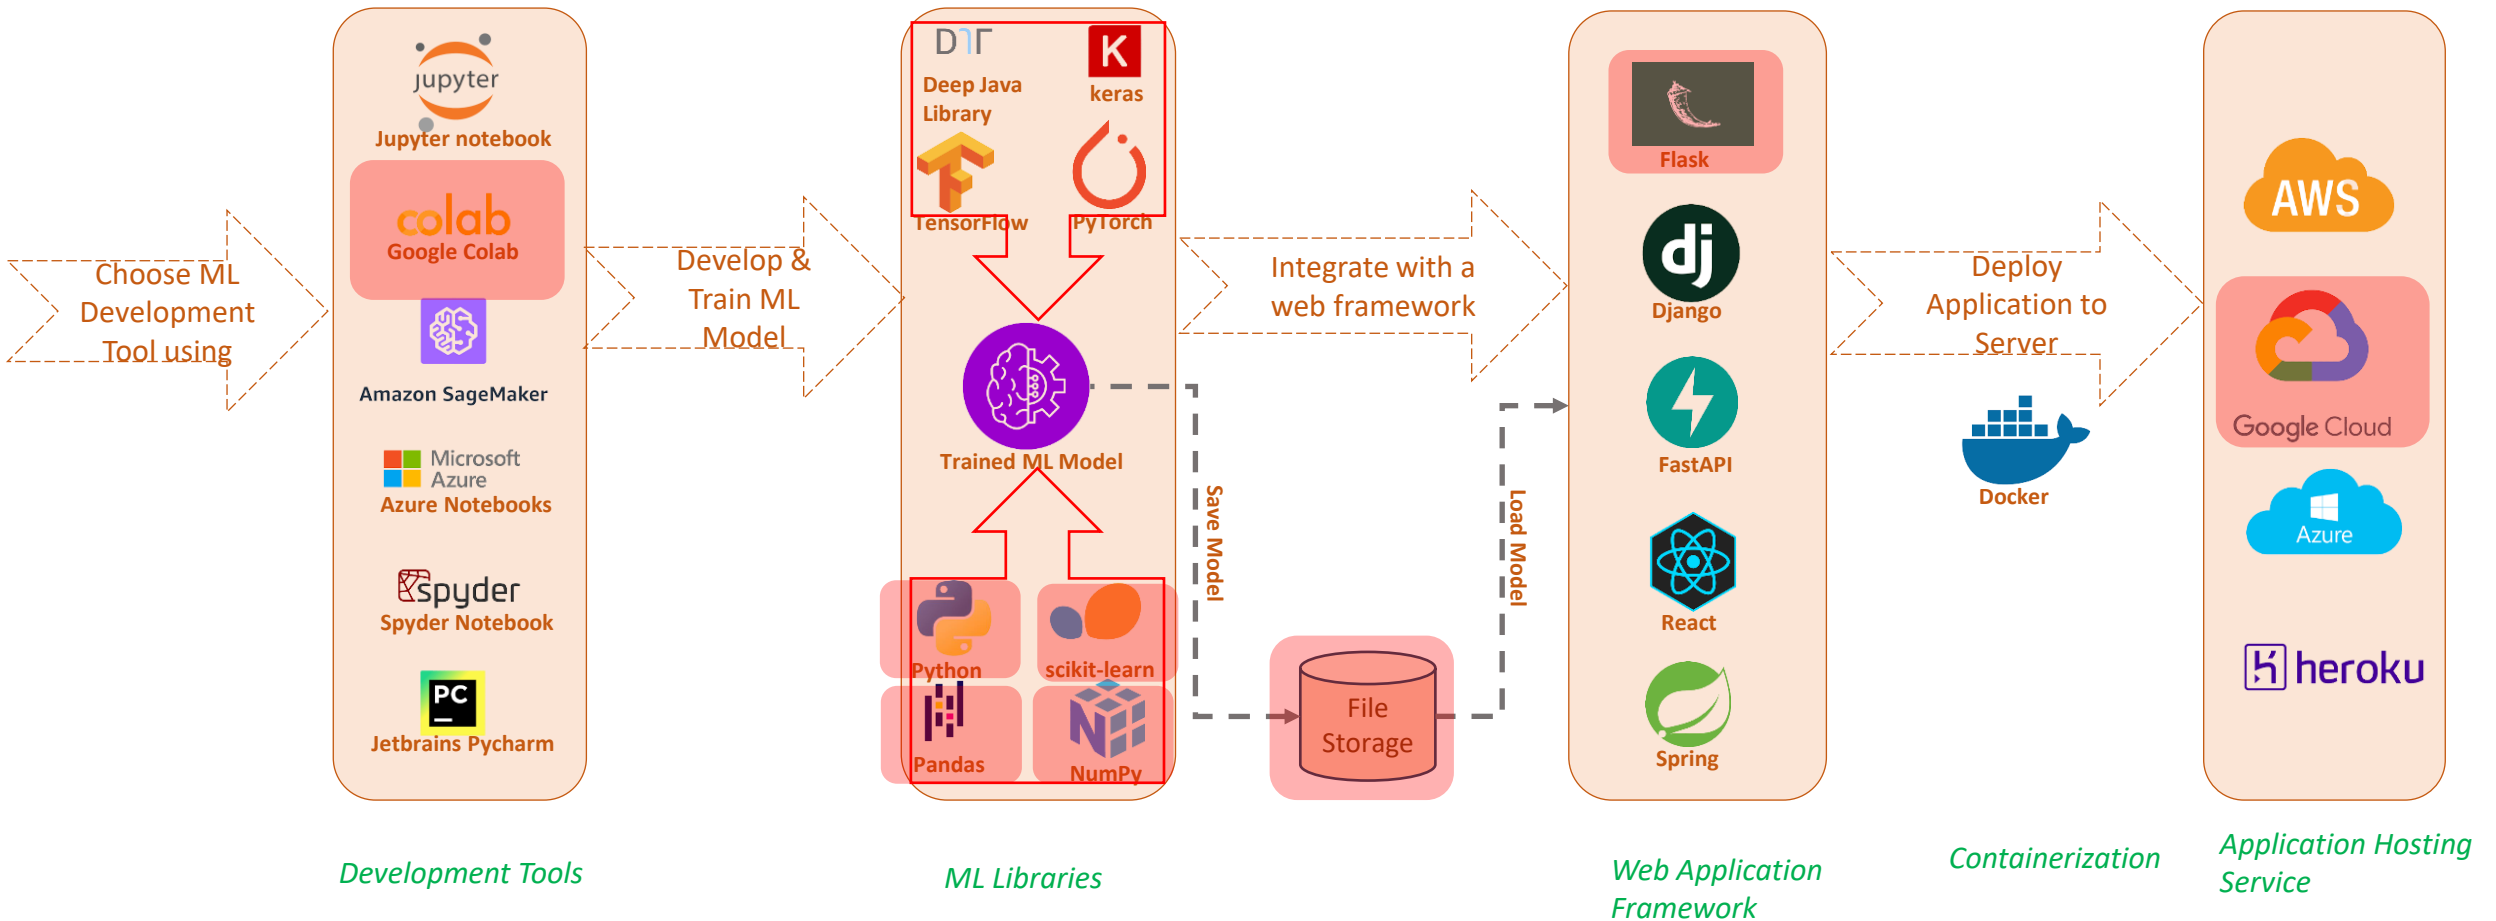 Choose ML
Development
Tool using
jupyter
Jupyter notebook
colab
Google Colab
Amazon SageMaker
Microsoft
Azure
Azure Notebooks
spyder
Spyder Notebook
PC
Jetbrains Pycharm
Development Tools
Develop &
Train ML
Model
Deep Java
Library
K
keras
TensorFlow
PyTorch
Trained ML Model
Python
scikit-learn
Pandas
N
NumPy
ML Libraries
Save Model
File
Storage
Load Model
Integrate with a
web framework
Flask
dj
Django
FastAPI
React
Spring
Web Application
Framework
Deploy
Application to
Server
Docker
Containerization
AWS
Google Cloud
Azure
heroku
Application Hosting
Service